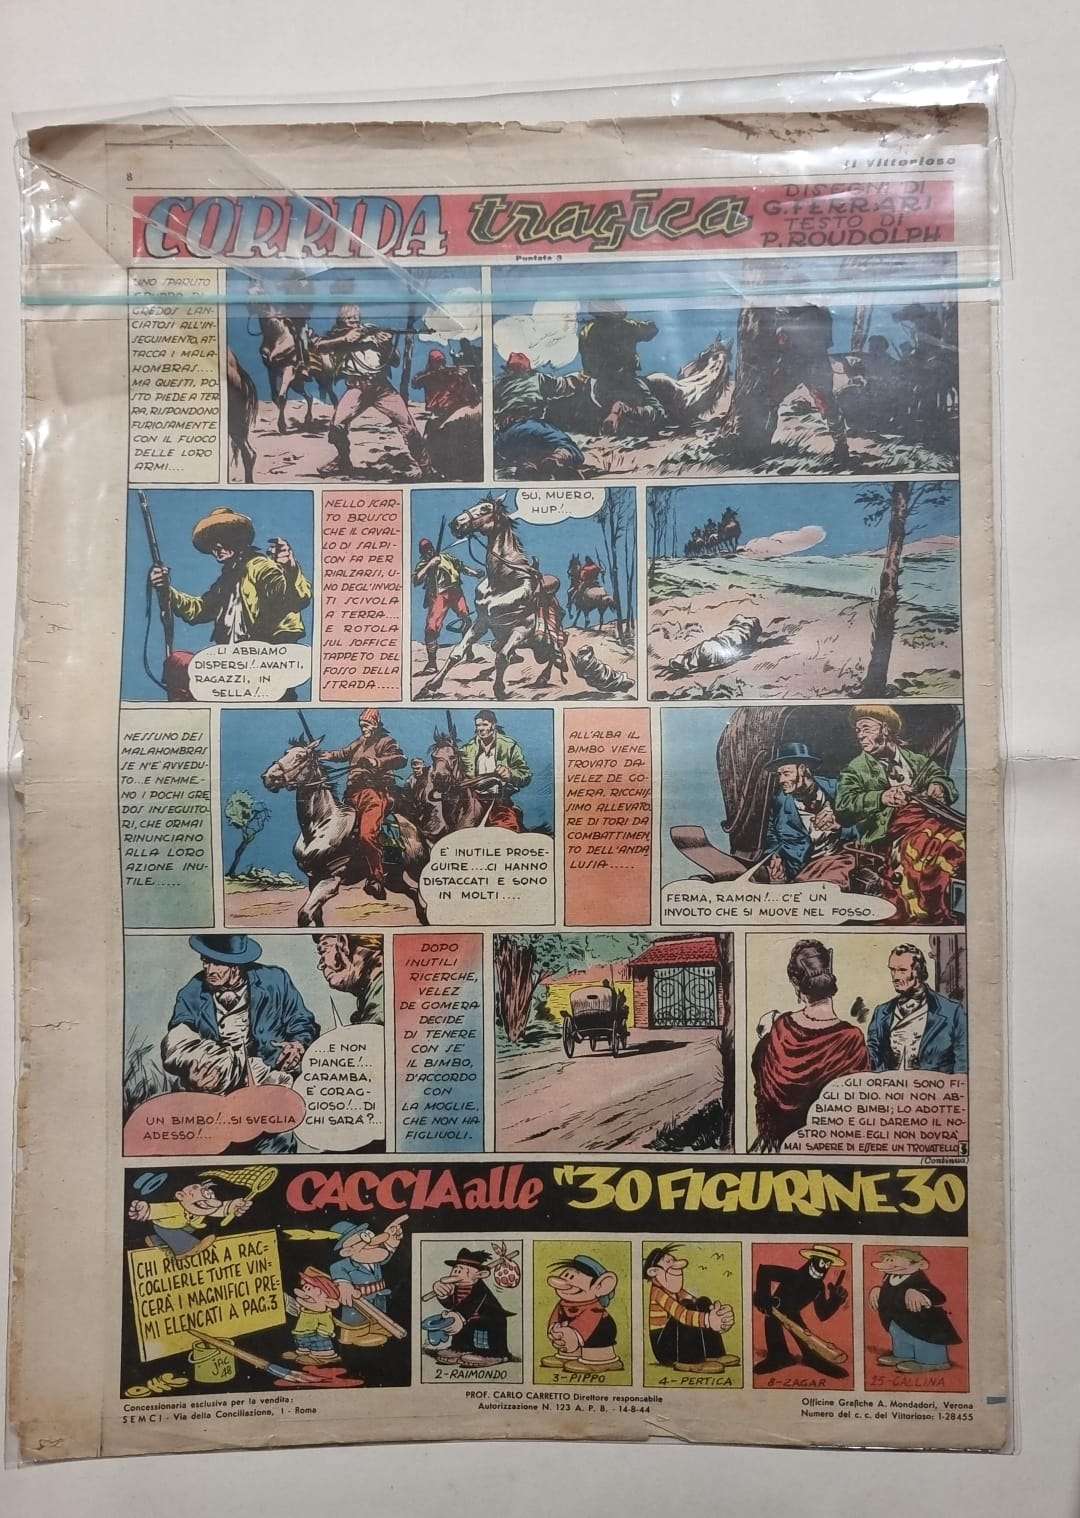 8
Il Vittorioso
CORRIDA tragica
DISEGNI DI
G. FERRARI
TESTO DI
P. ROUDOLPH
Puntata 3
UNO SPARUTO
GRUPPO DI
GREDOS LAN-
CIATOSI ALL'IN-
SEGUIMENTO, AT-
TACCA I MALA-
HOMBRAS....
MA QUESTI, PO-
STO PIEDE A TER-
RA, RISPONDONO
FURIOSAMENTE
CON IL FUOCO
DELLE LORO
ARMI....
...LI ABBIAMO
DISPERSI! AVANTI,
RAGAZZI, IN
SELLA!...
NELLO SCAR-
TO BRUSCO
CHE IL CAVAL-
LO DI SALPI-
CON FA PER
RIALZARSI, U-
NO DEGL'INVOL-
TI SCIVOLA
A TERRA....
E ROTOLA
SUL SOFFICE
TAPPETO DEL
FOSSO DELLA
STRADA.....
SU, MUERO,
HUP!...
NESSUNO DEI
MALAHOMBRAS
SE N'È AVVEDU-
TO...E NEMME-
NO I POCHI GRE
DOS INSEGUITO-
RI, CHE ORMAI
RINUNCIANO
ALLA LORO
AZIONE INU-
TILE......
E' INUTILE PROSE-
GUIRE....CI HANNO
DISTACCATI E SONO
IN MOLTI....
ALL'ALBA IL
BIMBO VIENE
TROVATO DA
VELEZ DE GO-
MERA, RICCHIS
SIMO ALLEVATO.
RE DI TORI DA
COMBATTIMEN
TO DELL'ANDA
LUSIA.....
FERMA, RAMON!...C'E' UN
INVOLTO CHE SI MUOVE NEL FOSSO.
UN BIMBO!...SI SVEGLIA
ADESSO!...
....E NON
PIANGE!...
CARAMBA,
E' CORAG-
GIOSO!...DI
CHI SARÀ?...
DOPO
INUTILI
RICERCHE,
VELEZ
DE GOMERA
DECIDE
DI TENERE
CON SE'
IL BIMBO,
D'ACCORDO
CON
LA MOGLIE,
CHE NON HA
FIGLIUOLI.
...GLI ORFANI SONO FI-
GLI DI DIO. NOI NON AB-
BIAMO BIMBI; LO ADOTTE-
REMO E GLI DAREMO IL NO-
STRO NOME. EGLI NON DOVRA'
MAI SAPERE DI ESSERE UN TROVATELLO
3
(Continua)
CACCIA alle "30 FIGURINE 30
CHI RIUSCIRÀ A RAC=
COGLIERLE TUTTE VIN=
CERÀ I MAGNIFICI PRE=
MI ELENCATI A PAG.3
JAC
48
2-RAIMONDO
3-PIPPO
4-PERTICA
8-ZAGAR
25-GALLINA
Concessionaria esclusiva per la vendita:
SEMCI - Via della Conciliazione, 1 - Roma
PROF. CARLO CARRETTO Direttore responsabile
Autorizzazione N. 123 A. P. B. - 14-8-44
Officine Grafiche A. Mondadori, Verona
Numero del c. c. del Vittorioso: 1-28455